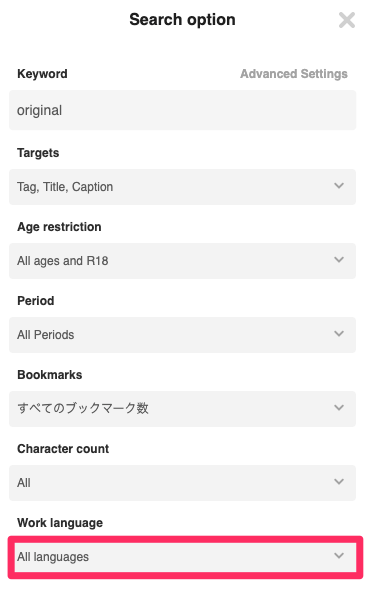 Search option
Keyword
Advanced Settings
original
Targets
Tag, Title, Caption
Age restriction
All ages and R18
Period
All Periods
Bookmarks
すべてのブックマーク数
Character count
All
Work language
All languages